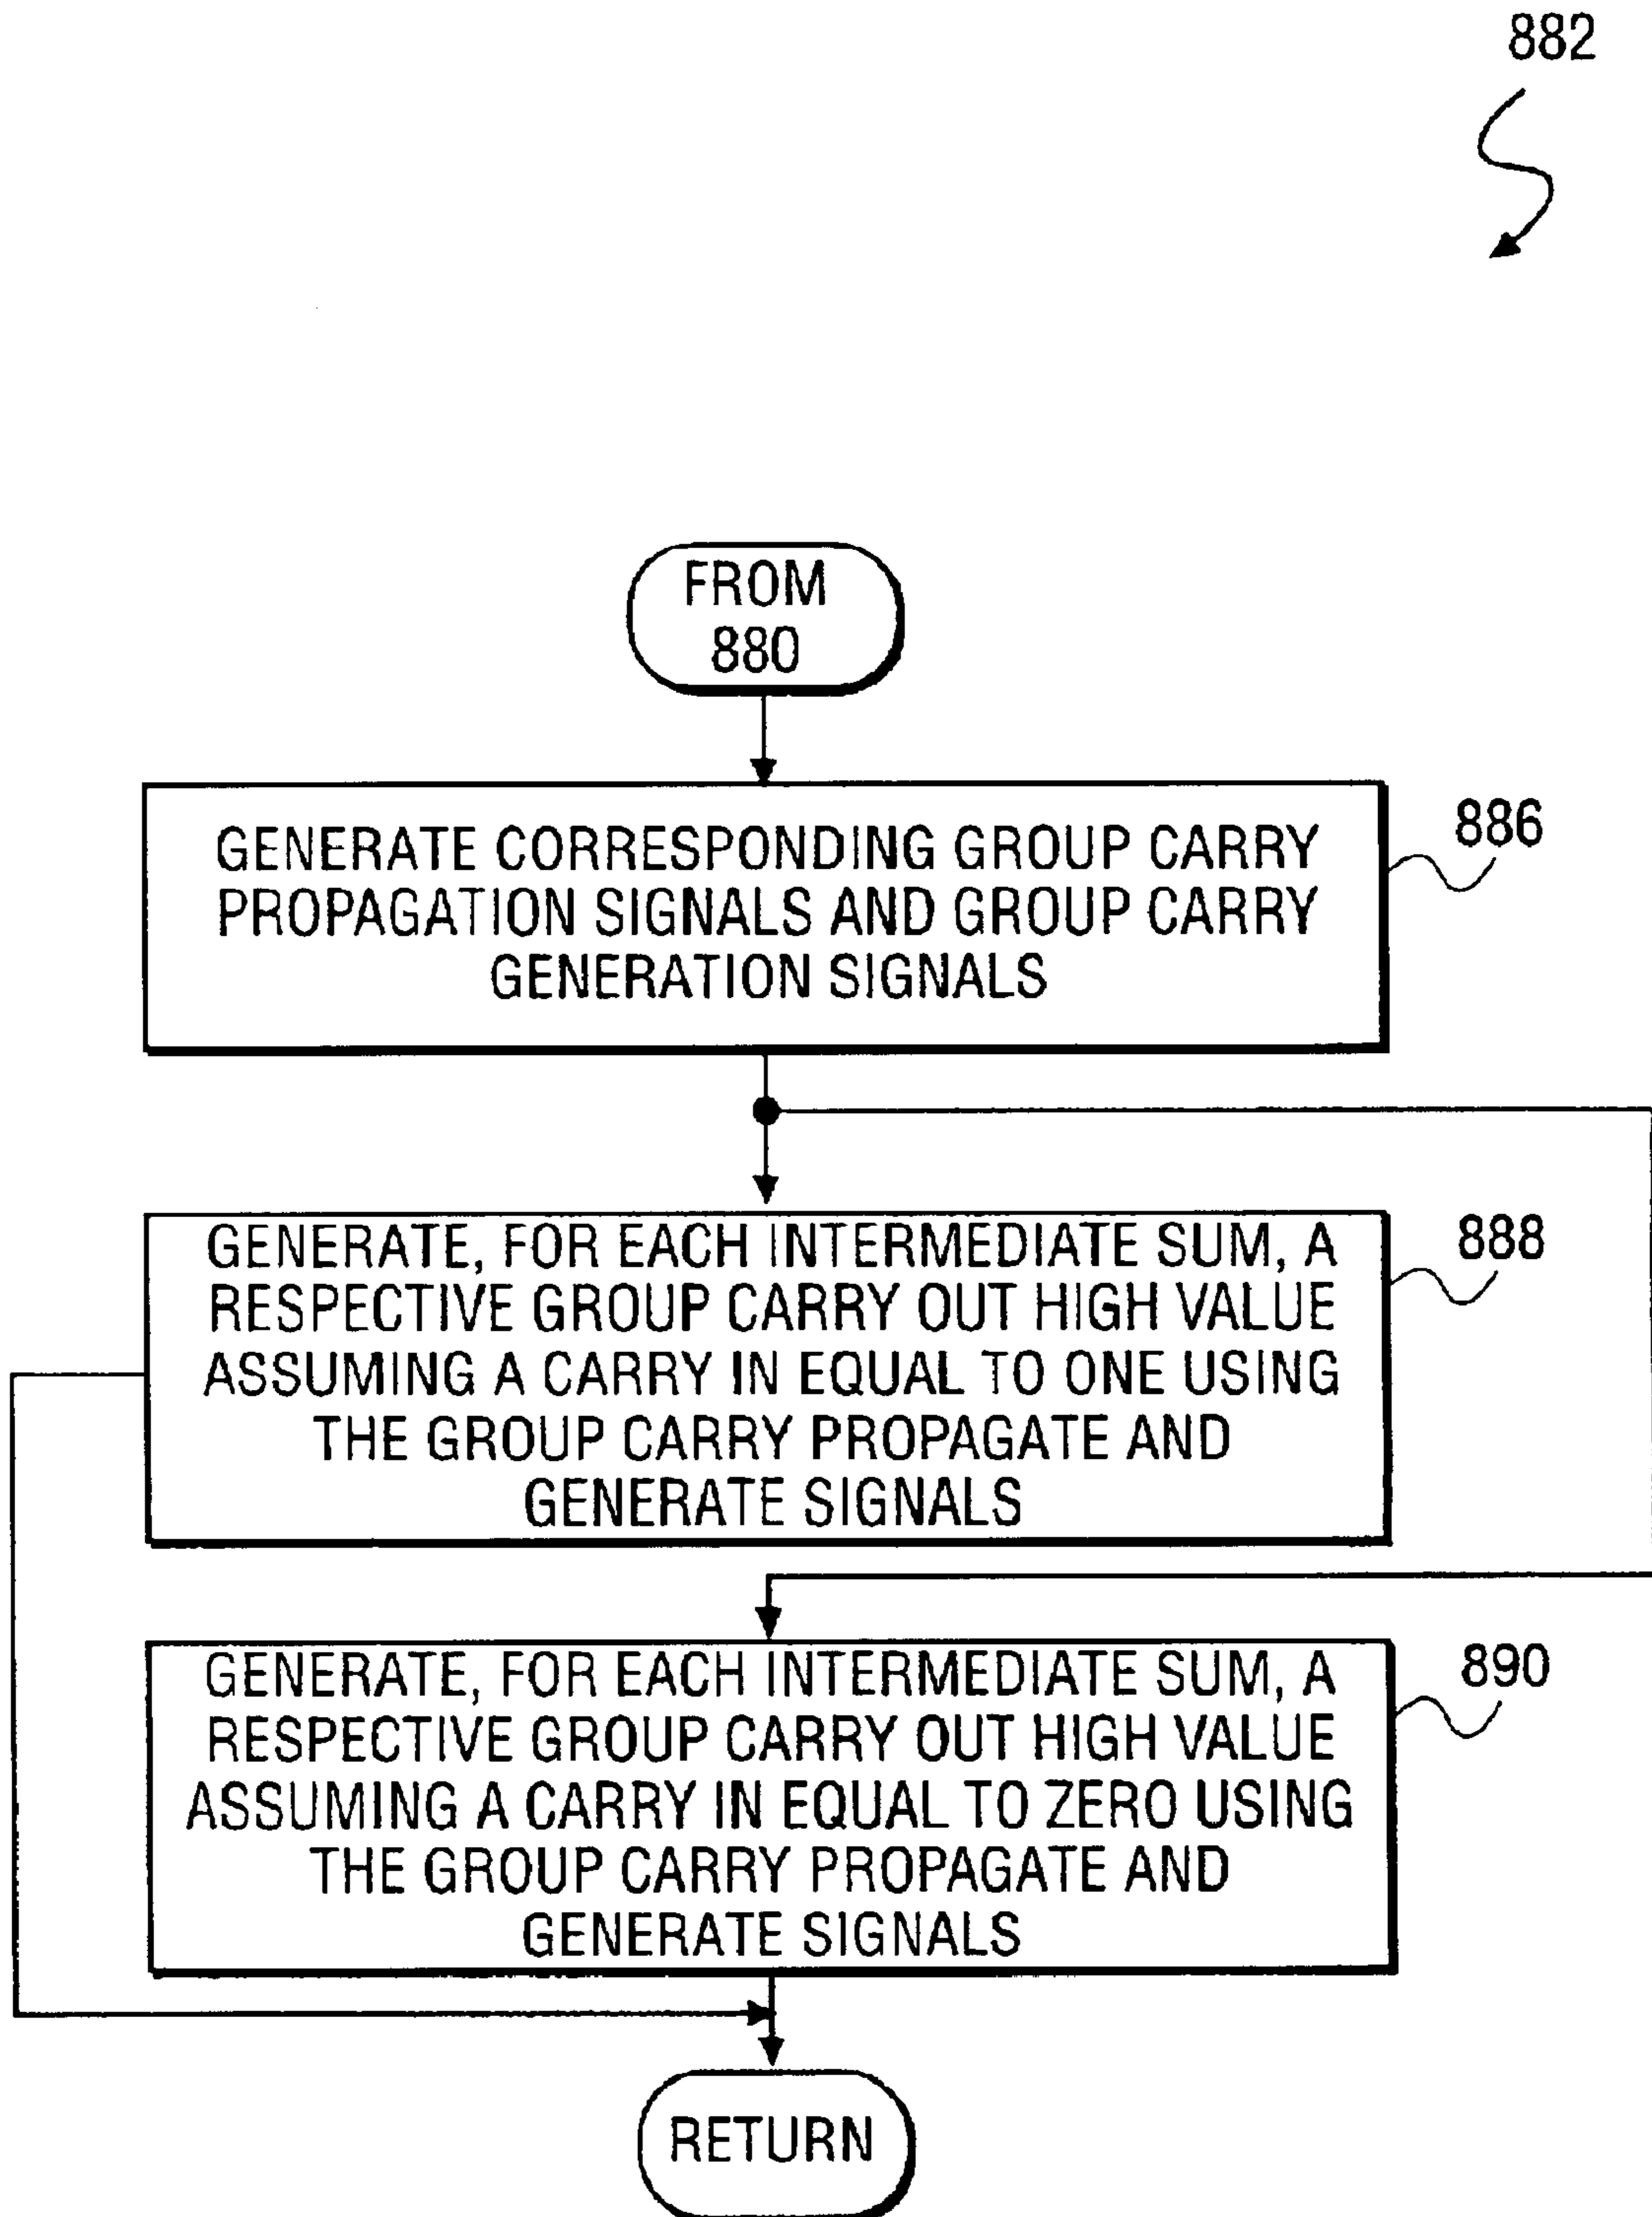 882
FROM
880
GENERATE CORRESPONDING GROUP CARRY
PROPAGATION SIGNALS AND GROUP CARRY
GENERATION SIGNALS
886
GENERATE, FOR EACH INTERMEDIATE SUM, A
RESPECTIVE GROUP CARRY OUT HIGH VALUE
ASSUMING A CARRY IN EQUAL TO ONE USING
THE GROUP CARRY PROPAGATE AND
GENERATE SIGNALS
888
GENERATE, FOR EACH INTERMEDIATE SUM, A
RESPECTIVE GROUP CARRY OUT HIGH VALUE
ASSUMING A CARRY IN EQUAL TO ZERO USING
THE GROUP CARRY PROPAGATE AND
GENERATE SIGNALS
890
RETURN